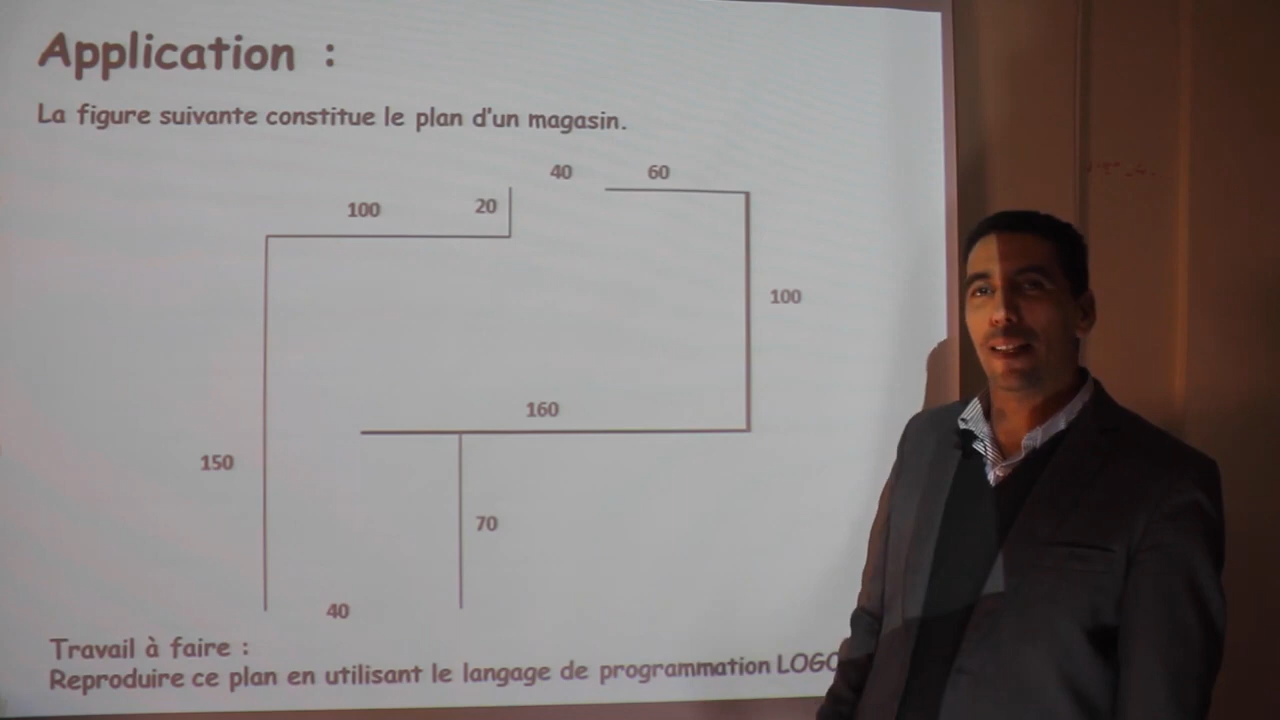 Application :
La figure suivante constitue le plan d'un magasin.
40 60
100 20
100
160
150
70
40
Travail à faire :
Reproduire ce plan en utilisant le langage de programmation LOGO